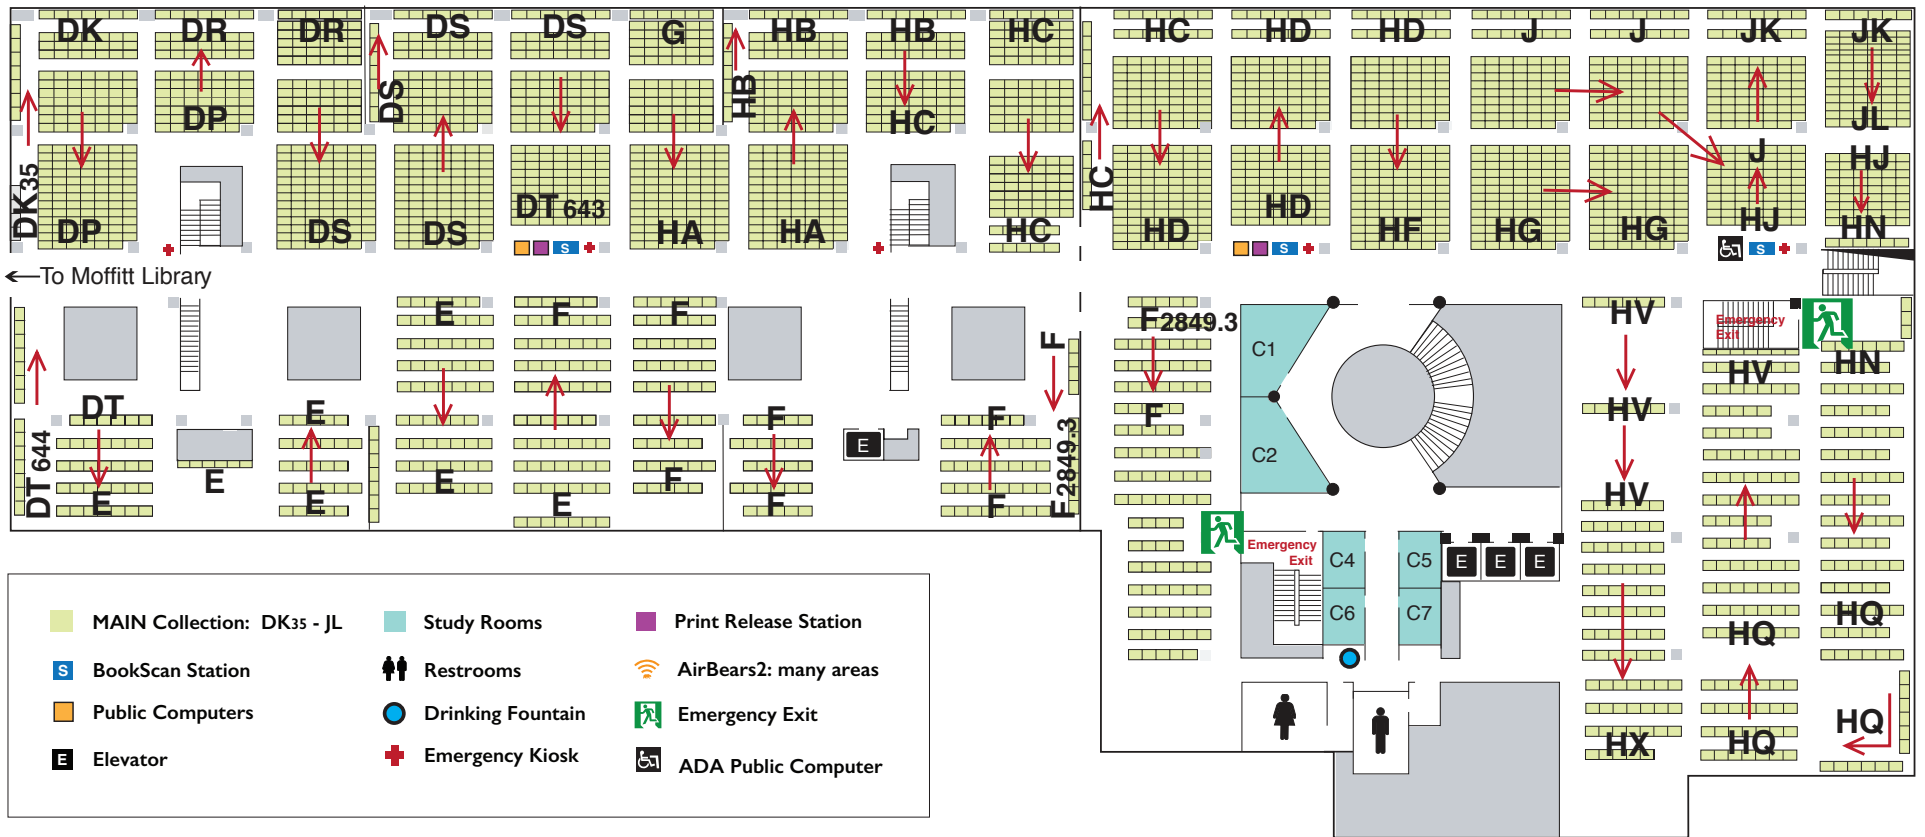 DK DR DR DS DS G HB HB HC HC HD HD J J JK JK
DS HB
DP HC JL
DK35 HC J HJ
DP DS DS DT 643 HA HA HC HD HD HF HG HG HJ HN
S S S
To Moffitt Library
E F F F F2849.3 HV
Emergency
Exit
C1
HV HN
DT E F F F HV
E
C2
DT 644 E E E E E F F F F 2849.3 HV
Emergency
Exit
C4 C5 E E E
C6 C7
HQ HQ
HQ
HX HQ
MAIN Collection: DK35 - JL
Study Rooms
Print Release Station
S BookScan Station
Restrooms
AirBears2: many areas
Public Computers
Drinking Fountain
Emergency Exit
E Elevator
Emergency Kiosk
ADA Public Computer